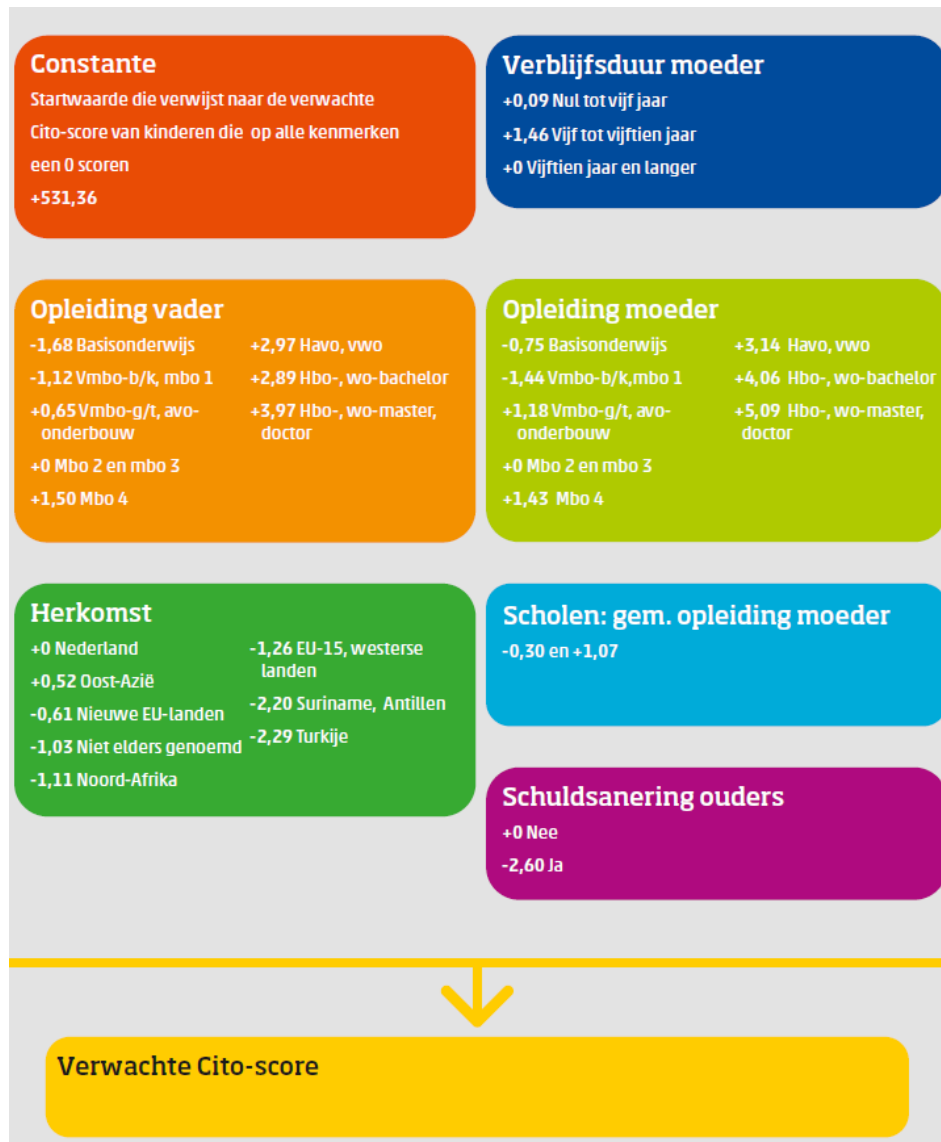 Constante
Startwaarde die verwijst naar de verwachte
Cito-score van kinderen die op alle kenmerken
een 0 scoren
+531,36
Verblijfsduur moeder
+0,09 Nul tot vijf jaar
+1,46 Vijf tot vijftien jaar
+0 Vijftien jaar en langer
Opleiding vader
-1,68 Basisonderwijs
-1,12 Vmbo-b/k, mbo 1
+0,65 Vmbo-g/t, avo-
onderbouw
+0 Mbo 2 en mbo 3
+1,50 Mbo 4
+2,97 Havo, vwo
+2,89 Hbo-, wo-bachelor
+3,97 Hbo-, wo-master,
doctor
Opleiding moeder
-0,75 Basisonderwijs
-1,44 Vmbo-b/k,mbo 1
+1,18 Vmbo-g/t, avo-
onderbouw
+0 Mbo 2 en mbo 3
+1,43 Mbo 4
+3,14 Havo, vwo
+4,06 Hbo-, wo-bachelor
+5,09 Hbo-, wo-master,
doctor
Herkomst
+0 Nederland
+0,52 Oost-Azië
-0,61 Nieuwe EU-landen
-1,03 Niet elders genoemd
-1,11 Noord-Afrika
-1,26 EU-15, westerse
landen
-2,20 Suriname, Antillen
-2,29 Turkije
Scholen: gem. opleiding moeder
-0,30 en +1,07
Schuldsanering ouders
+0 Nee
-2,60 Ja
Verwachte Cito-score